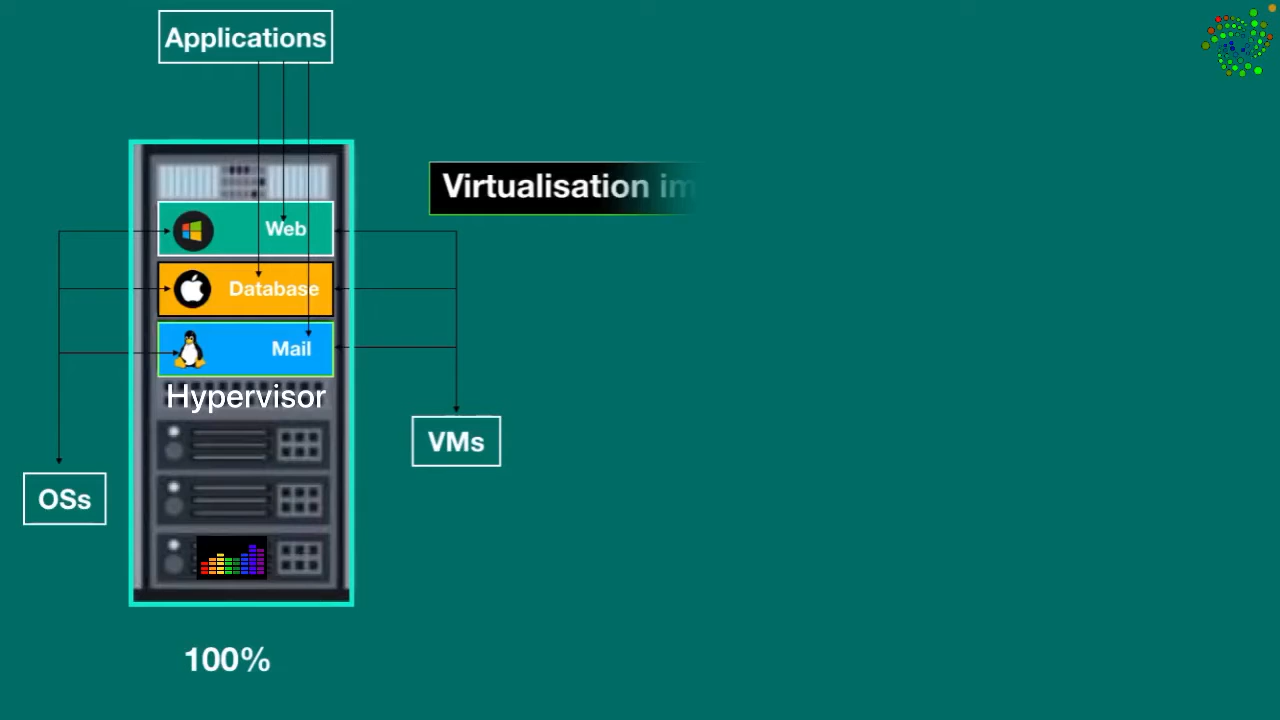 Applications
Virtualisation
Web
Database
Mail
Hypervisor
VMs
OSs
100%